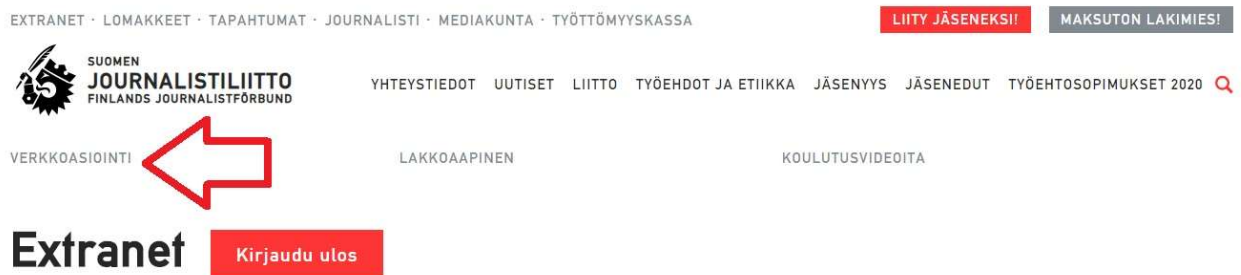 EXTRANET · LOMAKKEET · TAPAHTUMAT · JOURNALISTI · MEDIAKUNTA · TYÖTTÖMYYSKASSA LIITY JÄSENEKSI! MAKSUTON LAKIMIES!
SUOMEN
JOURNALISTILIITTO
FINLANDS JOURNALISTFÖRBUND
YHTEYSTIEDOT UUTISET LIITTO TYÖEHDOT JA ETIIKKA JÄSENYYS JÄSENEDUT TYÖEHTOSOPIMUKSET 2020
VERKKOASIOINTI LAKKOAAPINEN KOULUTUSVIDEOITA
Extranet Kirjaudu ulos